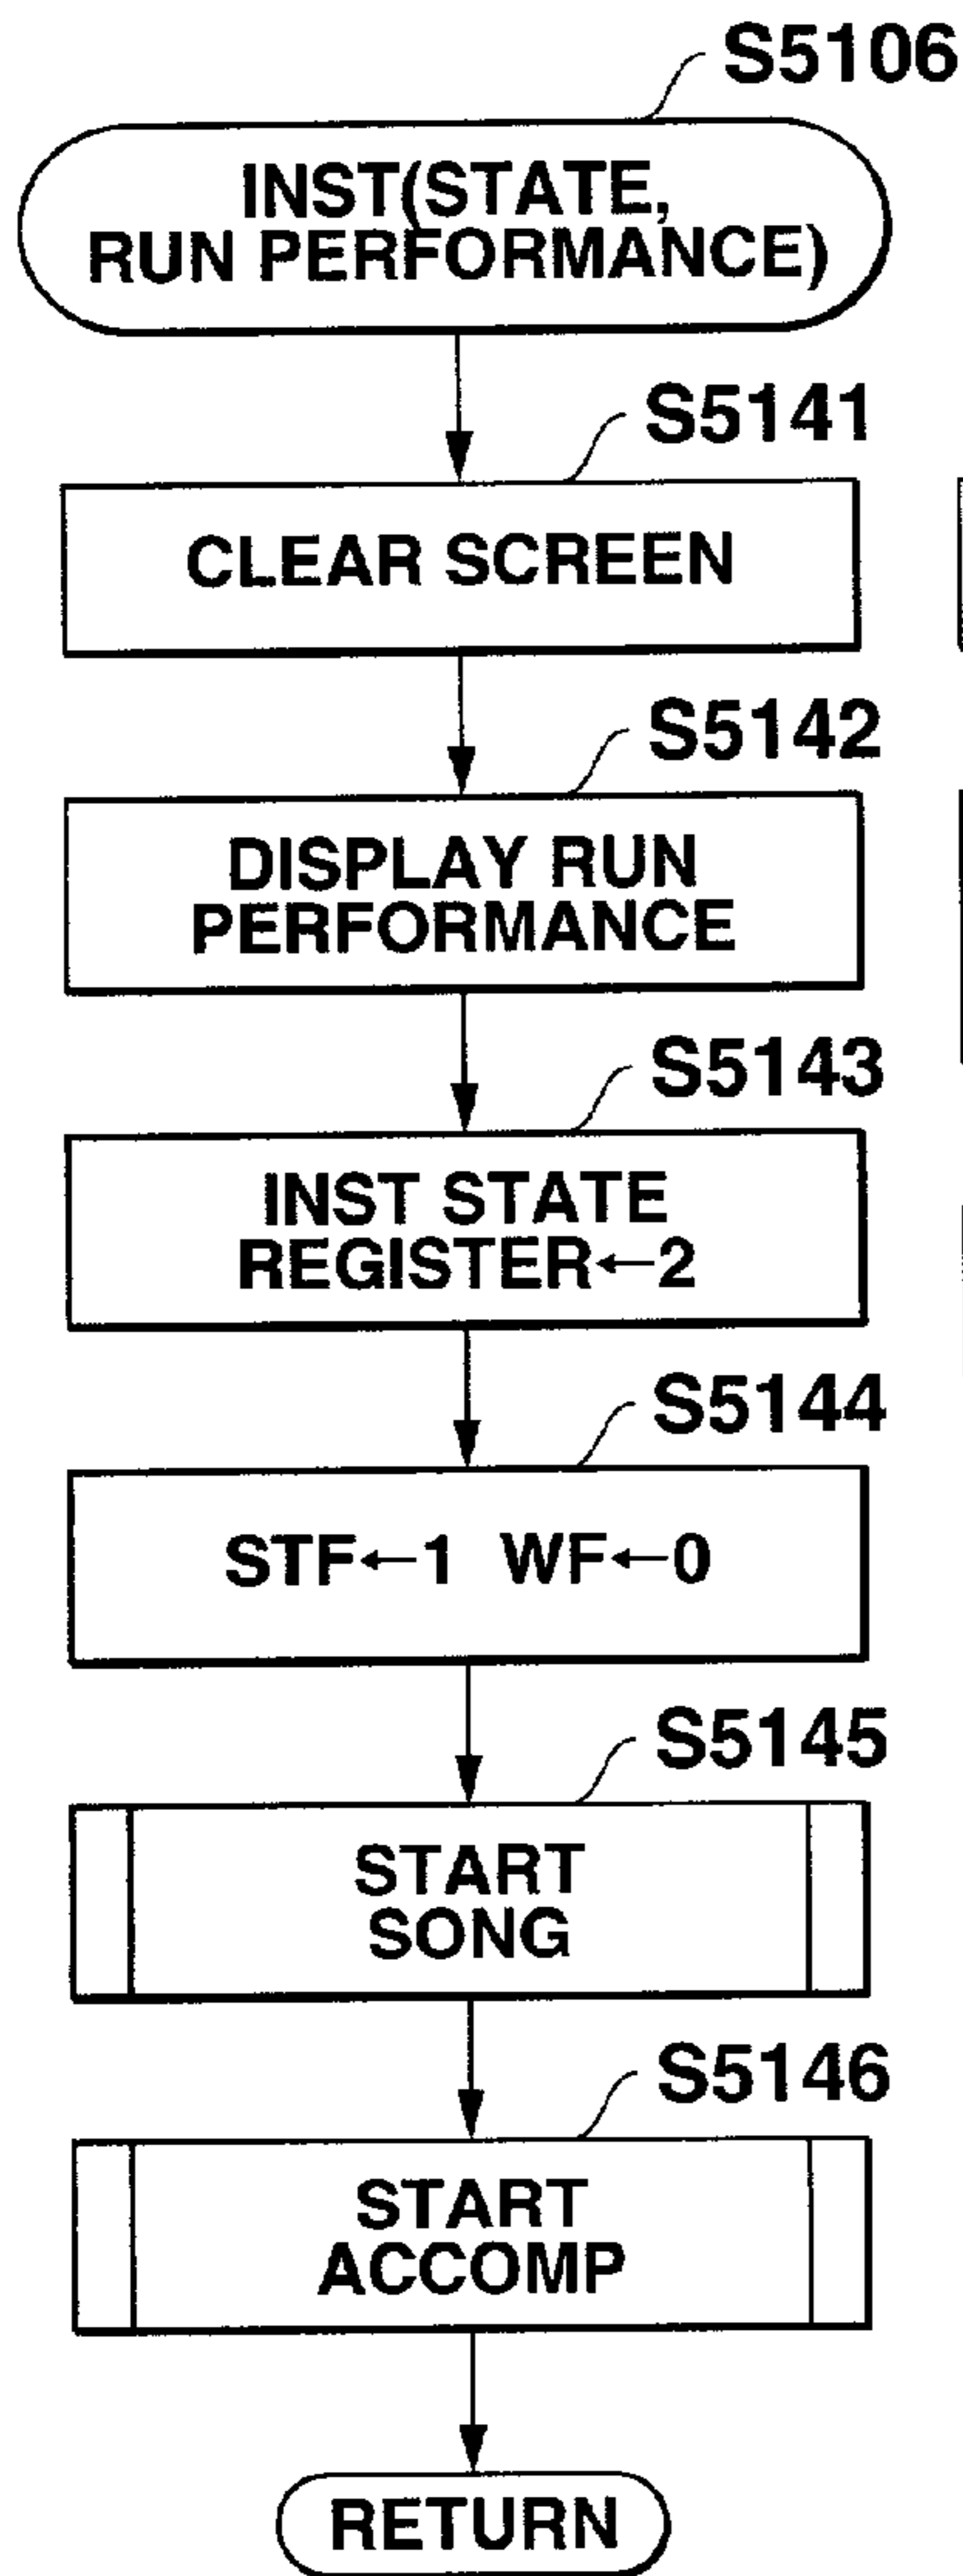 S5106
INST(STATE,
RUN PERFORMANCE)
S5141
CLEAR SCREEN
S5142
DISPLAY RUN
PERFORMANCE
S5143
INST STATE
REGISTER←2
S5144
STF←1 WF←0
S5145
START
SONG
S5146
START
ACCOMP
RETURN